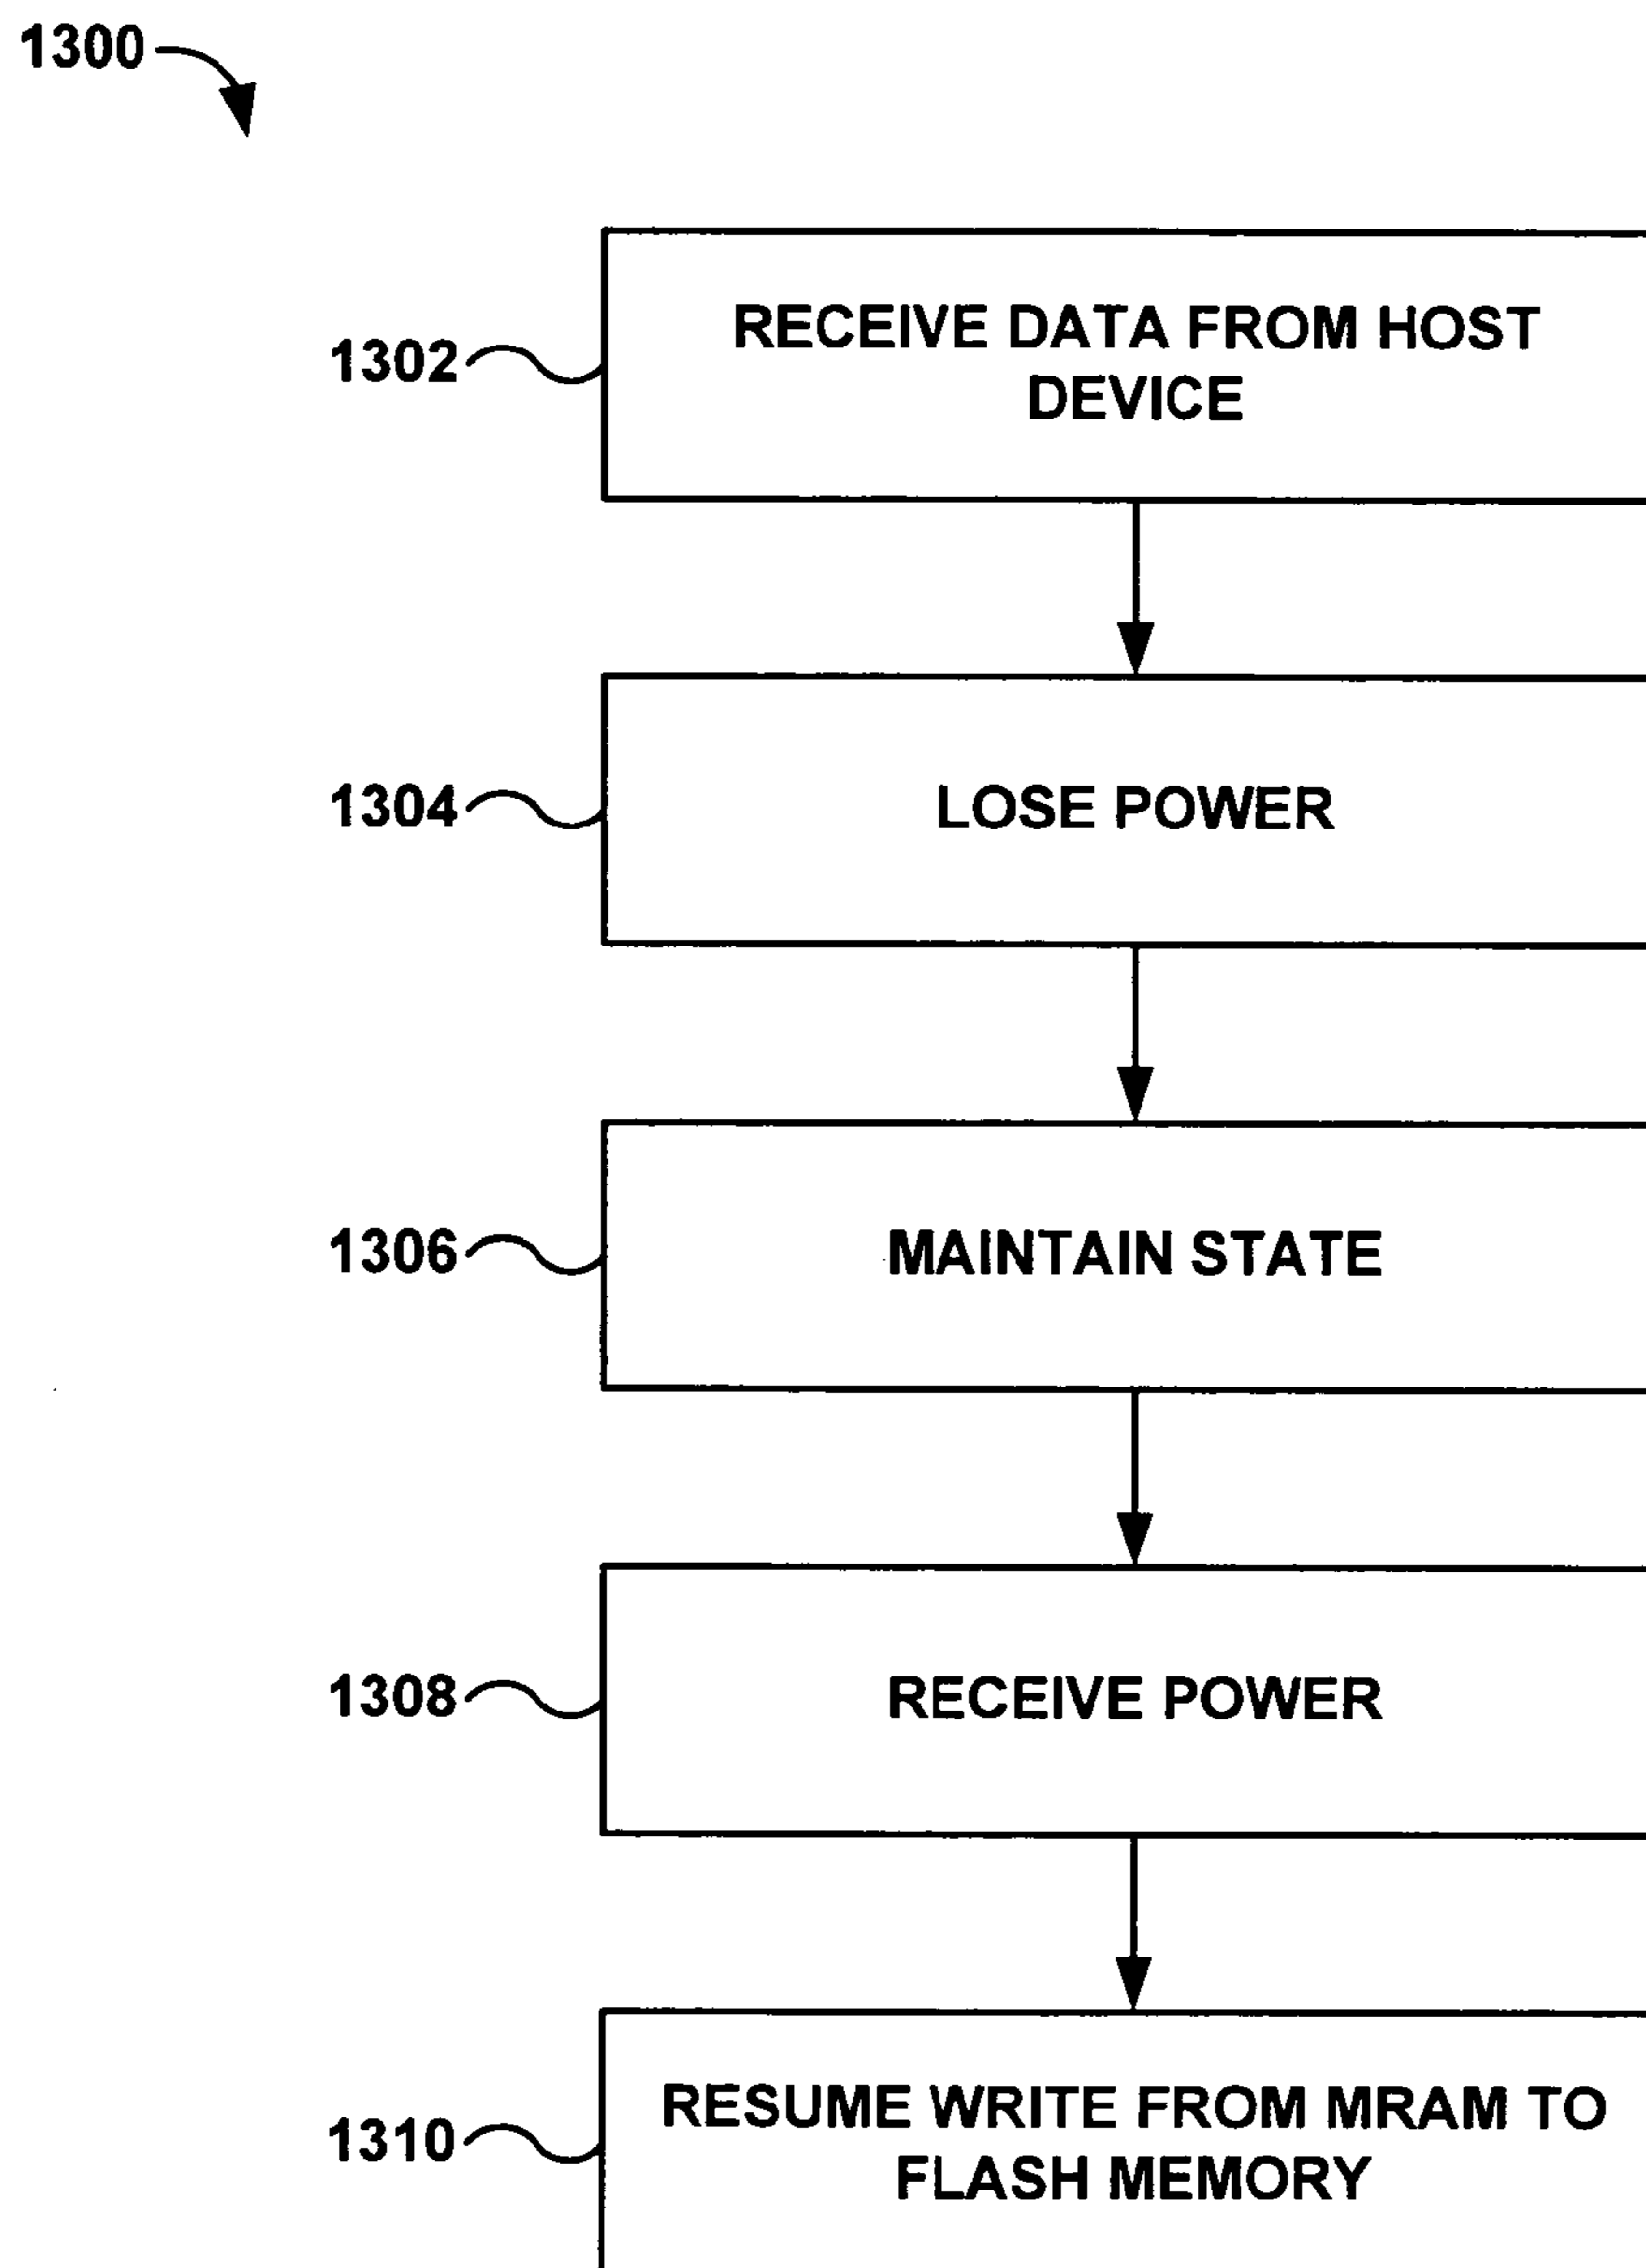 1300
RECEIVE DATA FROM HOST
DEVICE
1302
LOSE POWER
1304
MAINTAIN STATE
1306
RECEIVE POWER
1308
RESUME WRITE FROM MRAM TO
FLASH MEMORY
1310